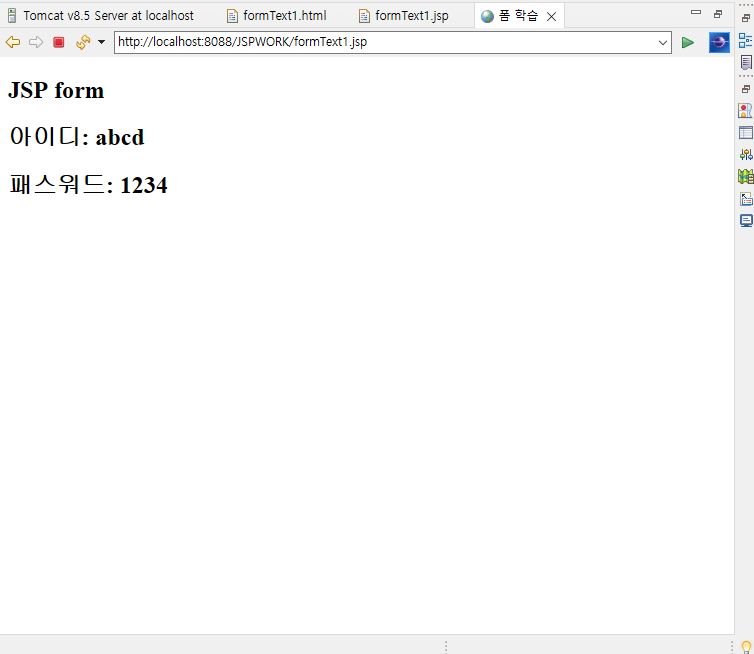 Tomcat v8.5 Server at localhost formText1.html formText1.jsp 폼 학습
http://localhost:8088/JSPWORK/formText1.jsp
JSP form
아이디: abcd
패스워드: 1234